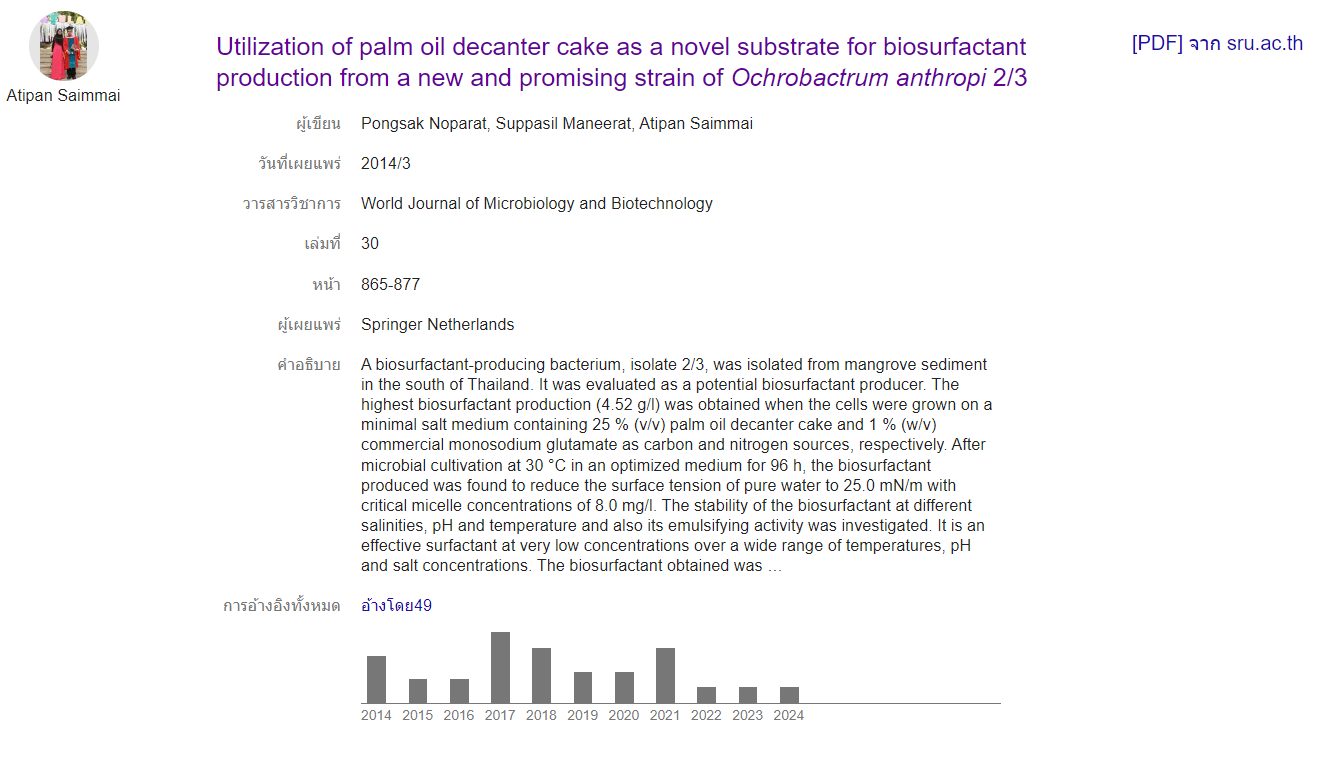 Atipan Saimmai
Utilization of palm oil decanter cake as a novel substrate for biosurfactant
production from a new and promising strain of Ochrobactrum anthropi 2/3
[PDF] จาก sru.ac.th
ผู้เขียน Pongsak Noparat, Suppasil Maneerat, Atipan Saimmai
วันที่เผยแพร่ 2014/3
วารสารวิชาการ World Journal of Microbiology and Biotechnology
เล่มที่ 30
หน้า 865-877
ผู้เผยแพร่ Springer Netherlands
คำอธิบาย A biosurfactant-producing bacterium, isolate 2/3, was isolated from mangrove sediment
in the south of Thailand. It was evaluated as a potential biosurfactant producer. The
highest biosurfactant production (4.52 g/l) was obtained when the cells were grown on a
minimal salt medium containing 25 % (v/v) palm oil decanter cake and 1 % (w/v)
commercial monosodium glutamate as carbon and nitrogen sources, respectively. After
microbial cultivation at 30 °C in an optimized medium for 96 h, the biosurfactant
produced was found to reduce the surface tension of pure water to 25.0 mN/m with
critical micelle concentrations of 8.0 mg/l. The stability of the biosurfactant at different
salinities, pH and temperature and also its emulsifying activity was investigated. It is an
effective surfactant at very low concentrations over a wide range of temperatures, pH
and salt concentrations. The biosurfactant obtained was …
การอ้างอิงทั้งหมด อ้างโดย49
2014 2015 2016 2017 2018 2019 2020 2021 2022 2023 2024